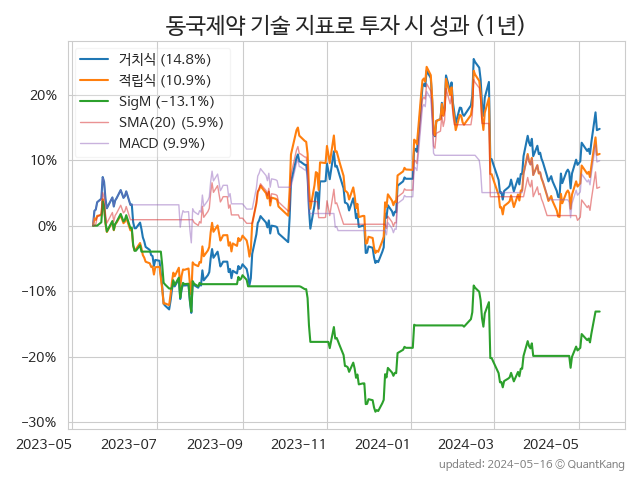 동국제약 기술 지표로 투자 시 성과 (1년)
거치식 (14.8%)
적립식 (10.9%)
SigM (−13.1%)
SMA(20) (5.9%)
MACD (9.9%)
20%
10%
0%
−10%
−20%
−30%
2023-05 2023-07 2023-09 2023-11 2024-01 2024-03 2024-05
updated: 2024-05-16 © QuantKang